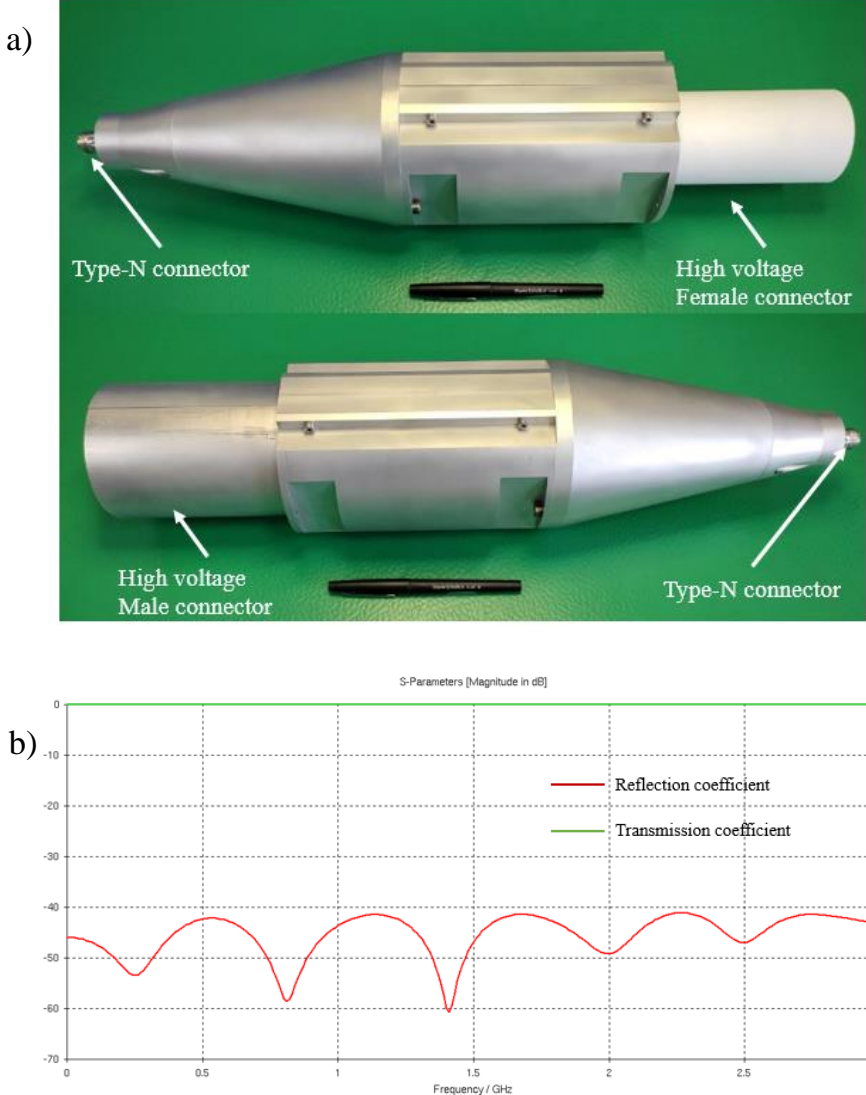 a)
Type-N connector
High voltage
Female connector
High voltage
Male connector
Type-N connector
b)
S-Parameters [Magnitude in dB]
0
-10
-20
-30
-40
-50
-60
-70
Reflection coefficient
Transmission coefficient
0
0.5
1
1.5
2
2.5
Frequency / GHz